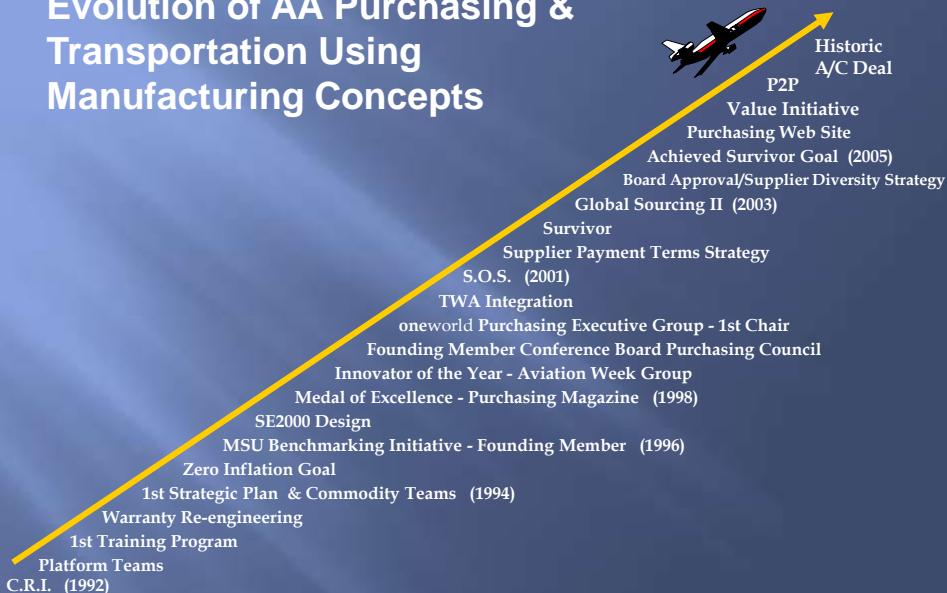 Evolution of AA Purchasing &
Transportation Using
Manufacturing Concepts
Historic
A/C Deal
P2P
Value Initiative
Purchasing Web Site
Achieved Survivor Goal (2005)
Board Approval/Supplier Diversity Strategy
Global Sourcing II (2003)
Survivor
Supplier Payment Terms Strategy
S.O.S. (2001)
TWA Integration
oneworld Purchasing Executive Group - 1st Chair
Founding Member Conference Board Purchasing Council
Innovator of the Year - Aviation Week Group
Medal of Excellence - Purchasing Magazine (1998)
SE2000 Design
MSU Benchmarking Initiative - Founding Member (1996)
Zero Inflation Goal
1st Strategic Plan & Commodity Teams (1994)
Warranty Re-engineering
1st Training Program
Platform Teams
C.R.I. (1992)